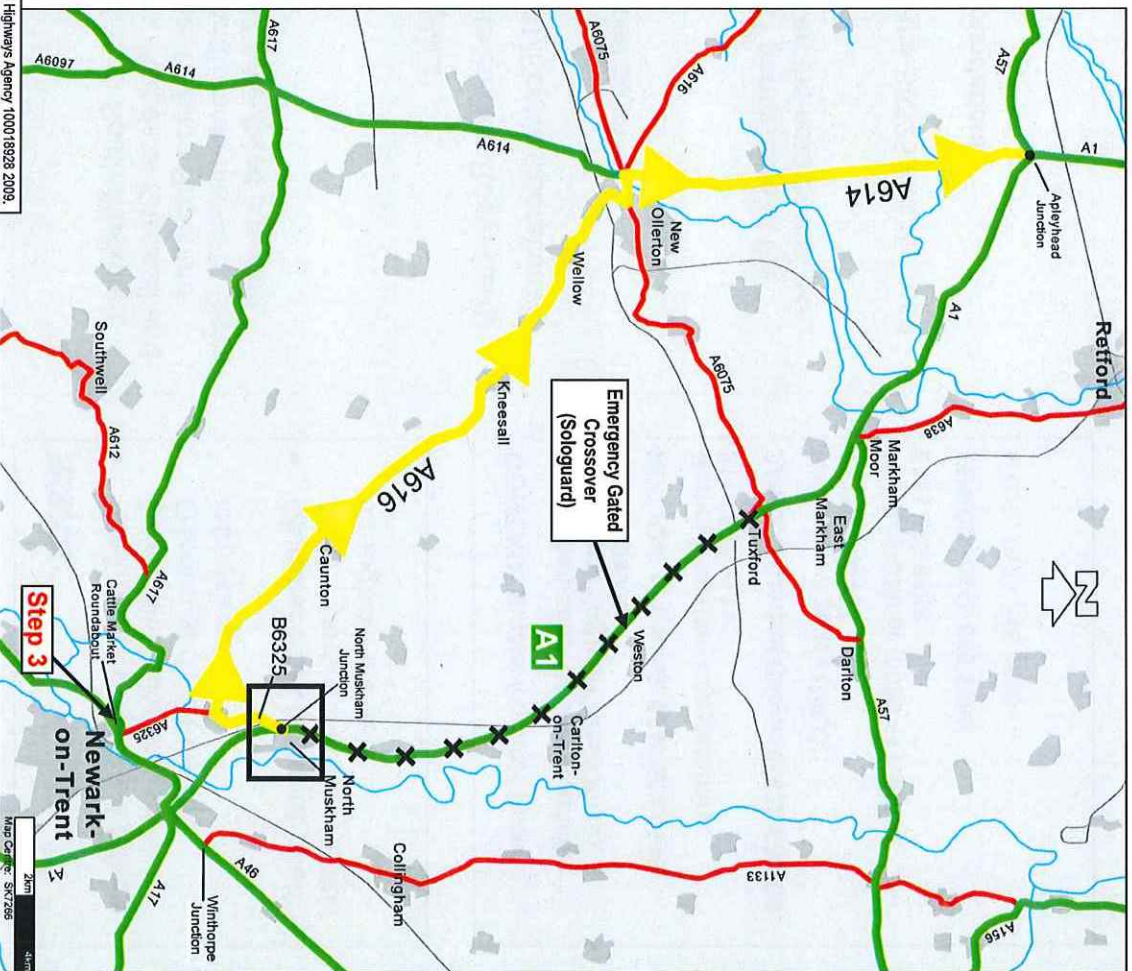 A57
A1
Apleyhead
Junction
Retford
A638
A616
A6075
A614
A1
Markham
Moor
East
Markham
New
Ollerton
A6075
Tuxford
Darlton
A57
N
A614
A617
A614
A6097
Wellow
Kneesall
Emergency Gated
Crossover
(Sologuard)
Weston
A1
Carlton-
on-Trent
A616
Caunton
Southwell
A612
A617
Cattle Market
Roundabout
Step 3
B6325
North Muskham
Junction
North
Muskham
A6325
Newark-
on-Trent
Collingham
A1133
A156
A46
Winthorpe
Junction
A17
A1
2km
4km
Map Centre: SK7266
Highways Agency 100018928 2009.